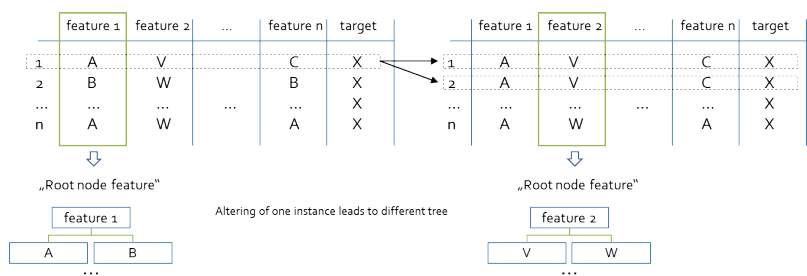 feature 1 feature 2 ... feature n target
1 A V C X
2 B W B X
... ... ... ... X
n A W A X
„Root node feature“
feature 1
A B
...
Altering of one instance leads to different tree
feature 1 feature 2 ... feature n target
1 A V C X
2 A V C X
... ... ... ... ... X
n A W A X
„Root node feature“
feature 2
V W
...